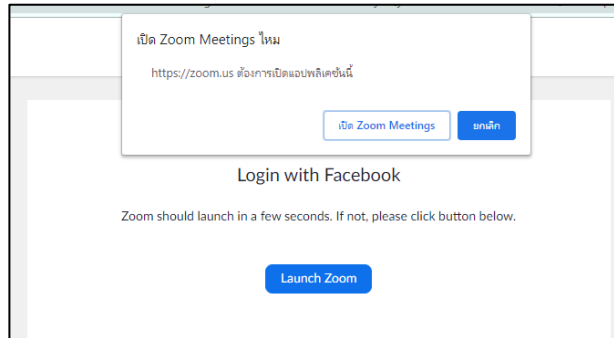 เปิด Zoom Meetings ไหม
https://zoom.us ต้องการเปิดแอปพลิเคชันนี้
เปิด Zoom Meetings
ยกเลิก
Login with Facebook
Zoom should launch in a few seconds. If not, please click button below.
Launch Zoom